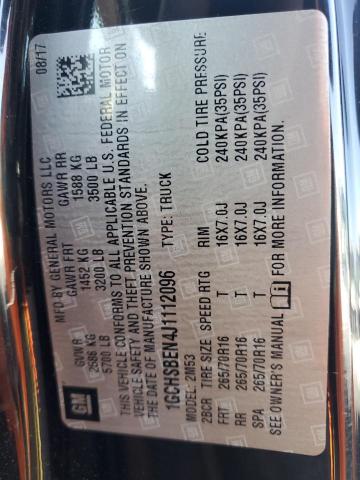 GM
MFD BY GENERAL MOTORS LLC
08/17
GVWR GAWR FRT GAWR RR
2586 KG 1452 KG 1588 KG
5700 LB 3200 LB 3500 LB
THIS VEHICLE CONFORMS TO ALL APPLICABLE U.S. FEDERAL MOTOR
VEHICLE SAFETY AND THEFT PREVENTION STANDARDS IN EFFECT ON
THE DATE OF MANUFACTURE SHOWN ABOVE.
1GCHSBEN4J1112096 TYPE: TRUCK
MODEL: 2M53
2BCR TIRE SIZE SPEED RTG RIM COLD TIRE PRESSURE
FRT 265/70R16 T 16X7.0J 240KPA(35PSI)
RR 265/70R16 T 16X7.0J 240KPA(35PSI)
SPA 265/70R16 T 16X7.0J 240KPA(35PSI)
SEE OWNER'S MANUAL FOR MORE INFORMATION.